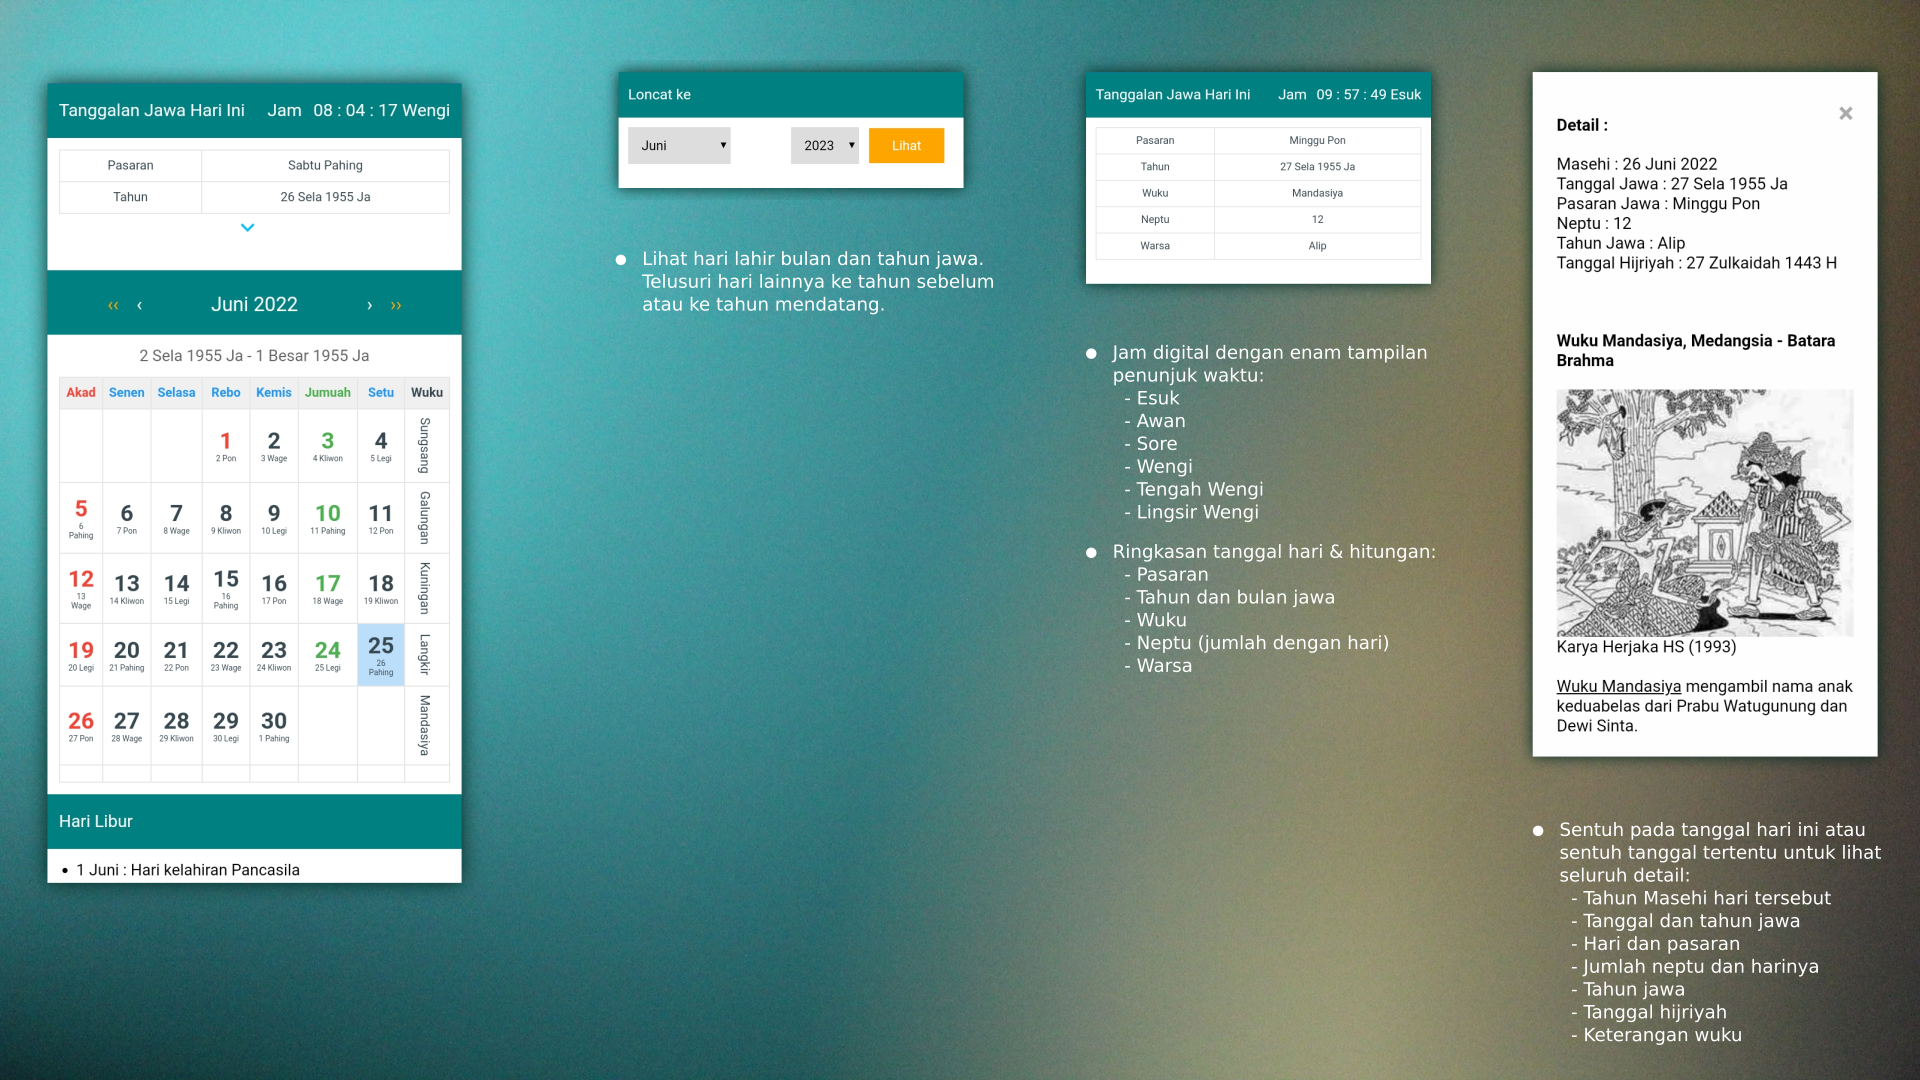 Tanggalan Jawa Hari Ini Jam 08 : 04 : 17 Wengi
Pasaran Sabtu Pahing
Tahun 26 Sela 1955 Ja
‹‹ ‹ Juni 2022 › ››
2 Sela 1955 Ja - 1 Besar 1955 Ja
Akad Senen Selasa Rebo Kemis Jumuah Setu Wuku
1 2 3 4 Sungsang
2 Pon 3 Wage 4 Kliwon 5 Legi
5 6 7 8 9 10 11 Galungan
6 Pahing 7 Pon 8 Wage 9 Kliwon 10 Legi 11 Pahing 12 Pon
12 13 14 15 16 17 18 Kuningan
13 Wage 14 Kliwon 15 Legi 16 Pahing 17 Pon 18 Wage 19 Kliwon
19 20 21 22 23 24 25 Langkir
20 Legi 21 Pahing 22 Pon 23 Wage 24 Kliwon 25 Legi 26 Pahing
26 27 28 29 30 Mandasiya
27 Pon 28 Wage 29 Kliwon 30 Legi 1 Pahing
Hari Libur
• 1 Juni : Hari kelahiran Pancasila
Loncat ke
Juni 2023 Lihat
● Lihat hari lahir bulan dan tahun jawa.
Telusuri hari lainnya ke tahun sebelum
atau ke tahun mendatang.
Tanggalan Jawa Hari Ini Jam 09 : 57 : 49 Esuk
Pasaran Minggu Pon
Tahun 27 Sela 1955 Ja
Wuku Mandasiya
Neptu 12
Warsa Alip
● Jam digital dengan enam tampilan
penunjuk waktu:
- Esuk
- Awan
- Sore
- Wengi
- Tengah Wengi
- Lingsir Wengi
● Ringkasan tanggal hari & hitungan:
- Pasaran
- Tahun dan bulan jawa
- Wuku
- Neptu (jumlah dengan hari)
- Warsa
×
Detail :
Masehi : 26 Juni 2022
Tanggal Jawa : 27 Sela 1955 Ja
Pasaran Jawa : Minggu Pon
Neptu : 12
Tahun Jawa : Alip
Tanggal Hijriyah : 27 Zulkaidah 1443 H
Wuku Mandasiya, Medangsia - Batara
Brahma
Karya Herjaka HS (1993)
Wuku Mandasiya mengambil nama anak
keduabelas dari Prabu Watugunung dan
Dewi Sinta.
● Sentuh pada tanggal hari ini atau
sentuh tanggal tertentu untuk lihat
seluruh detail:
- Tahun Masehi hari tersebut
- Tanggal dan tahun jawa
- Hari dan pasaran
- Jumlah neptu dan harinya
- Tahun jawa
- Tanggal hijriyah
- Keterangan wuku